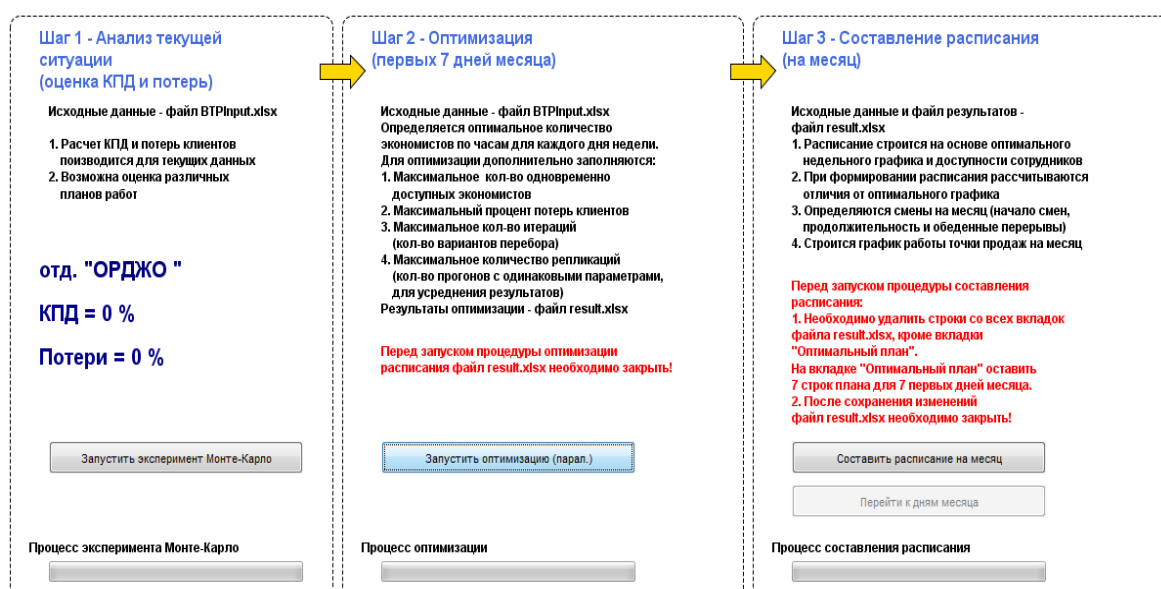 Шаг 1 - Анализ текущей
ситуации
(оценка КПД и потерь)
Исходные данные - файл BTPInput.xlsx
1. Расчет КПД и потерь клиентов
поизводится для текущих данных
2. Возможна оценка различных
планов работ
отд. "ОРДЖО "
КПД = 0 %
Потери = 0 %
Запустить эксперимент Монте-Карло
Процесс эксперимента Монте-Карло
Шаг 2 - Оптимизация
(первых 7 дней месяца)
Исходные данные - файл BTPInput.xlsx
Определяется оптимальное количество
экономистов по часам для каждого дня недели.
Для оптимизации дополнительно заполняются:
1. Максимальное кол-во одновременно
доступных экономистов
2. Максимальный процент потерь клиентов
3. Максимальное кол-во итераций
(кол-во вариантов перебора)
4. Максимальное количество репликаций
(кол-во прогонов с одинаковыми параметрами,
для усреднения результатов)
Результаты оптимизации - файл result.xlsx
Перед запуском процедуры оптимизации
расписания файл result.xlsx необходимо закрыть!
Запустить оптимизацию (парал.)
Процесс оптимизации
Шаг 3 - Составление расписания
(на месяц)
Исходные данные и файл результатов -
файл result.xlsx
1. Расписание строится на основе оптимального
недельного графика и доступности сотрудников
2. При формировании расписания рассчитываются
отличия от оптимального графика
3. Определяются смены на месяц (начало смен,
продолжительность и обеденные перерывы)
4. Строится график работы точки продаж на месяц
Перед запуском процедуры составления
расписания:
1. Необходимо удалить строки со всех вкладок
файла result.xlsx, кроме вкладки
"Оптимальный план".
На вкладке "Оптимальный план" оставить
7 строк плана для 7 первых дней месяца.
2. После сохранения изменений
файл result.xlsx необходимо закрыть!
Составить расписание на месяц
Перейти к дням месяца
Процесс составления расписания